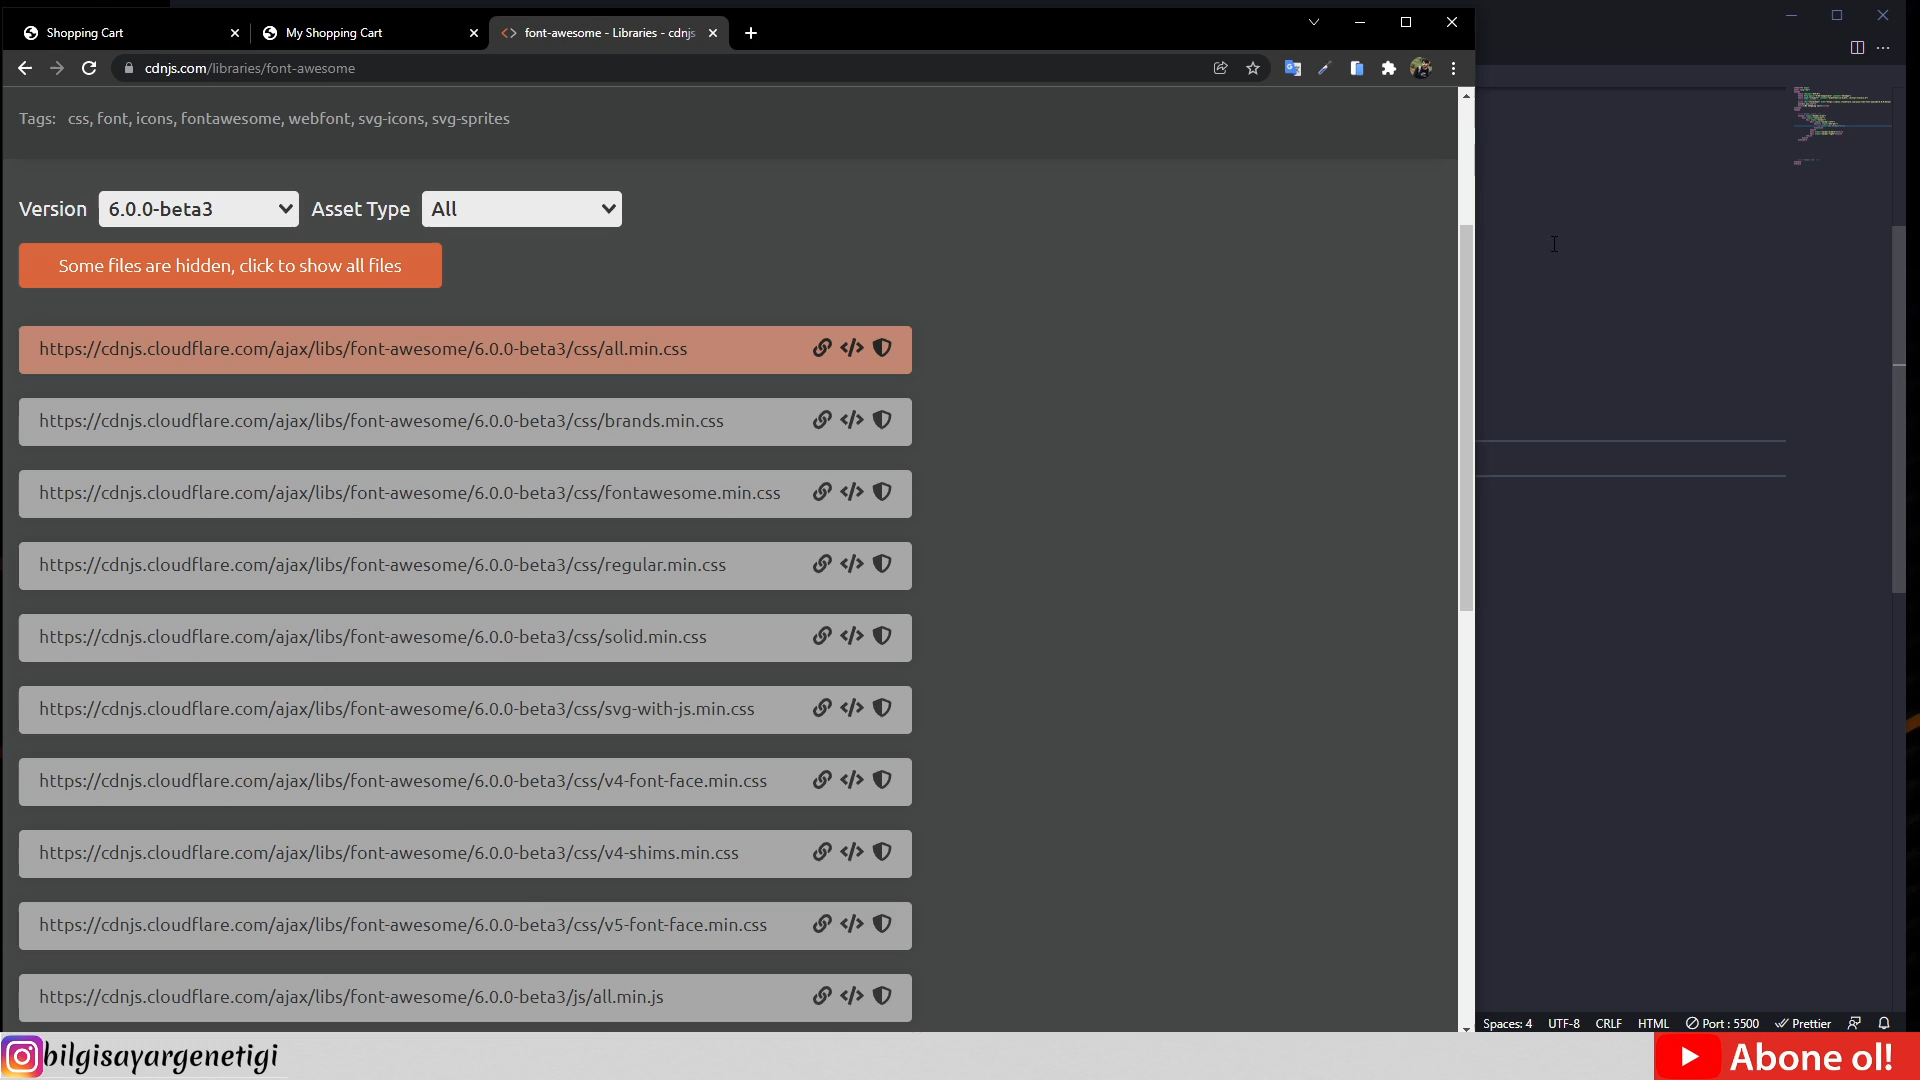 Shopping Cart
My Shopping Cart
font-awesome - Libraries - cdnjs
cdnjs.com/libraries/font-awesome
Tags: css, font, icons, fontawesome, webfont, svg-icons, svg-sprites
Version 6.0.0-beta3 Asset Type All
Some files are hidden, click to show all files
https://cdnjs.cloudflare.com/ajax/libs/font-awesome/6.0.0-beta3/css/all.min.css
https://cdnjs.cloudflare.com/ajax/libs/font-awesome/6.0.0-beta3/css/brands.min.css
https://cdnjs.cloudflare.com/ajax/libs/font-awesome/6.0.0-beta3/css/fontawesome.min.css
https://cdnjs.cloudflare.com/ajax/libs/font-awesome/6.0.0-beta3/css/regular.min.css
https://cdnjs.cloudflare.com/ajax/libs/font-awesome/6.0.0-beta3/css/solid.min.css
https://cdnjs.cloudflare.com/ajax/libs/font-awesome/6.0.0-beta3/css/svg-with-js.min.css
https://cdnjs.cloudflare.com/ajax/libs/font-awesome/6.0.0-beta3/css/v4-font-face.min.css
https://cdnjs.cloudflare.com/ajax/libs/font-awesome/6.0.0-beta3/css/v4-shims.min.css
https://cdnjs.cloudflare.com/ajax/libs/font-awesome/6.0.0-beta3/css/v5-font-face.min.css
https://cdnjs.cloudflare.com/ajax/libs/font-awesome/6.0.0-beta3/js/all.min.js
Spaces: 4 UTF-8 CRLF HTML Port : 5500 Prettier
bilgisayargenetigi
Abone ol!